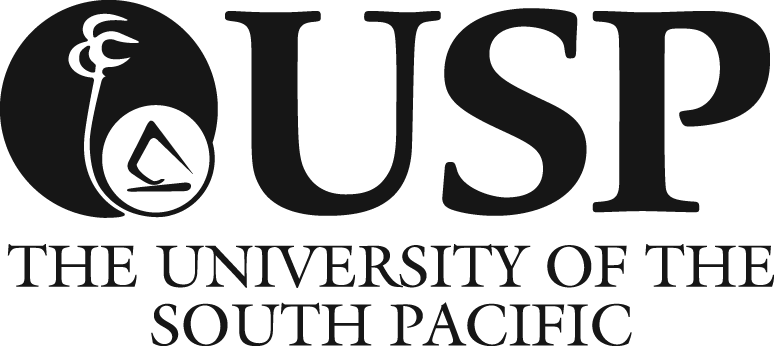 USP
THE UNIVERSITY OF THE
SOUTH PACIFIC